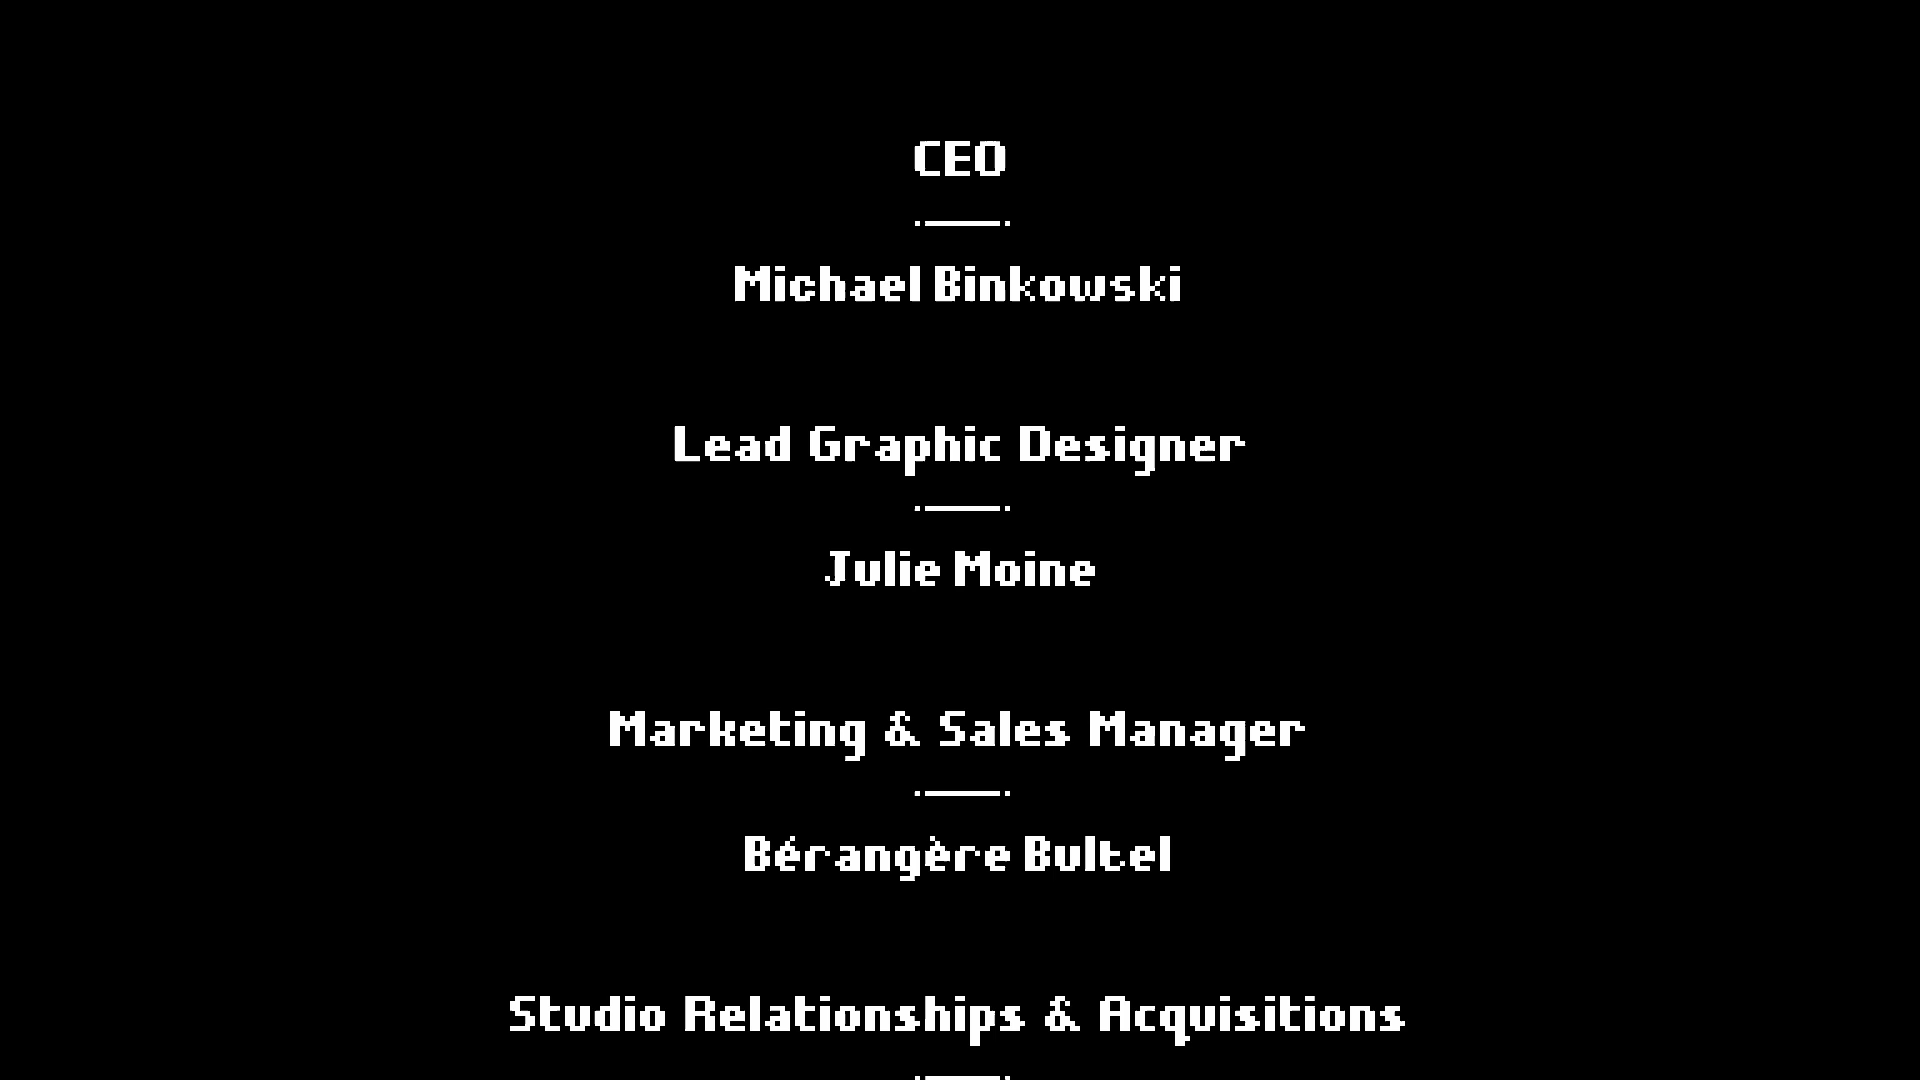 CEO
Michael Binkowski
Lead Graphic Designer
Julie Moine
Marketing & Sales Manager
Bérangère Bultel
Studio Relationships & Acquisitions